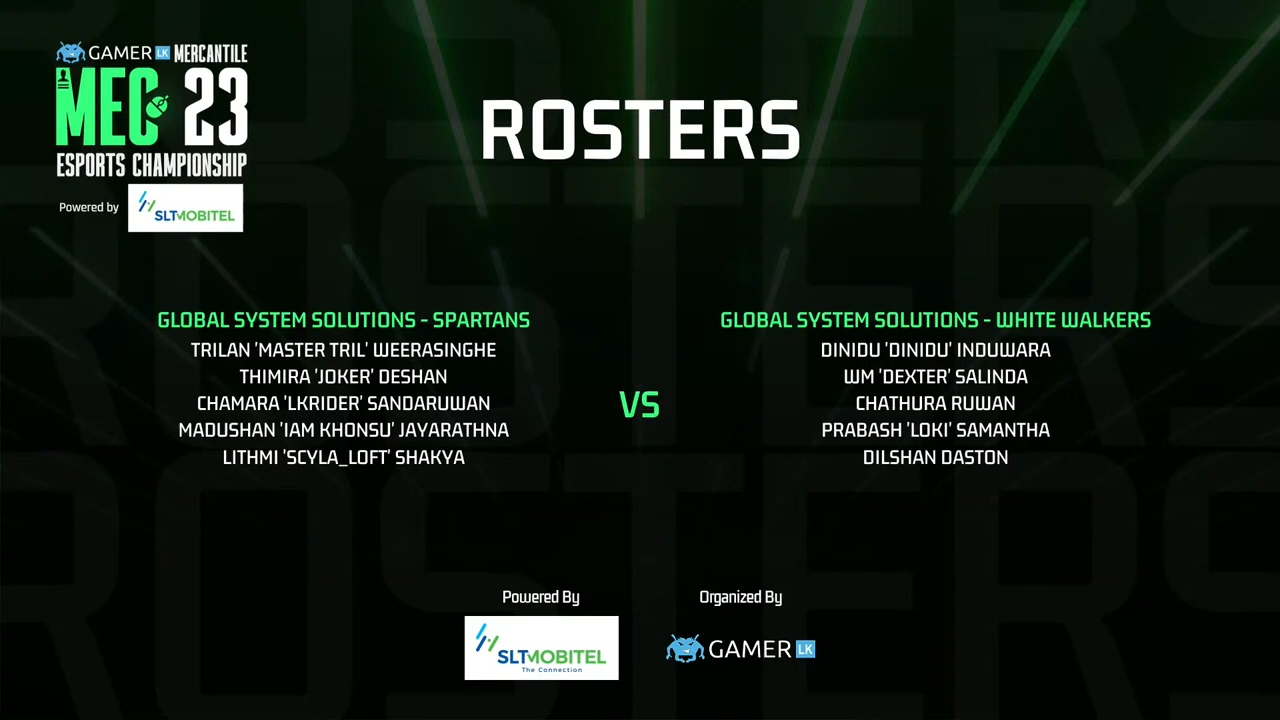 GAMER LK MERCANTILE
MEC 23
ESPORTS CHAMPIONSHIP
Powered by
SLTMOBITEL
ROSTERS
GLOBAL SYSTEM SOLUTIONS - SPARTANS
TRILAN 'MASTER TRIL' WEERASINGHE
THIMIRA 'JOKER' DESHAN
CHAMARA 'LKRIDER' SANDARUWAN
MADUSHAN 'IAM KHONSU' JAYARATHNA
LITHMI 'SCYLA_LOFT' SHAKYA
VS
GLOBAL SYSTEM SOLUTIONS - WHITE WALKERS
DINIDU 'DINIDU' INDUWARA
WM 'DEXTER' SALINDA
CHATHURA RUWAN
PRABASH 'LOKI' SAMANTHA
DILSHAN DASTON
Powered By
SLTMOBITEL
The Connection
Organized By
GAMER LK
ROSTERS
ROSTERS
ROSTERS